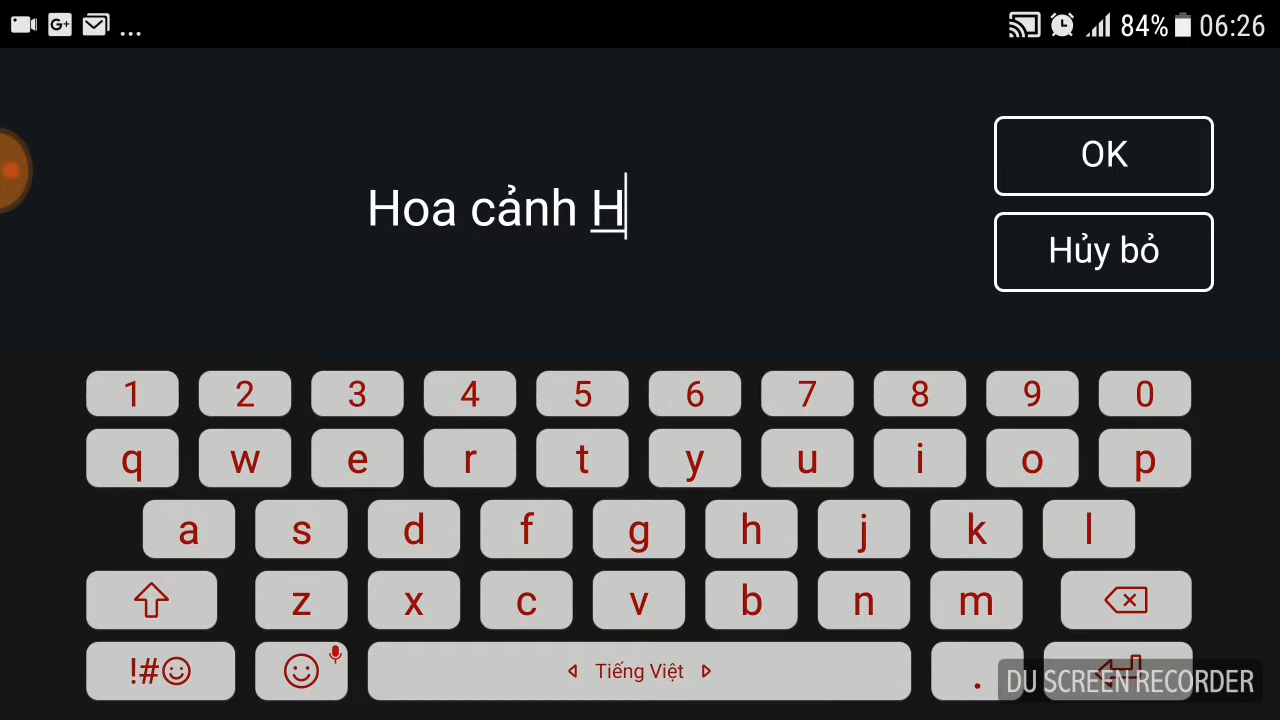 G+ ... 84% 06:26
OK
Hoa cảnh H
Hủy bỏ
1 2 3 4 5 6 7 8 9 0
q w e r t y u i o p
a s d f g h j k l
z x c v b n m
!#☺ Tiếng Việt .
DU SCREEN RECORDER